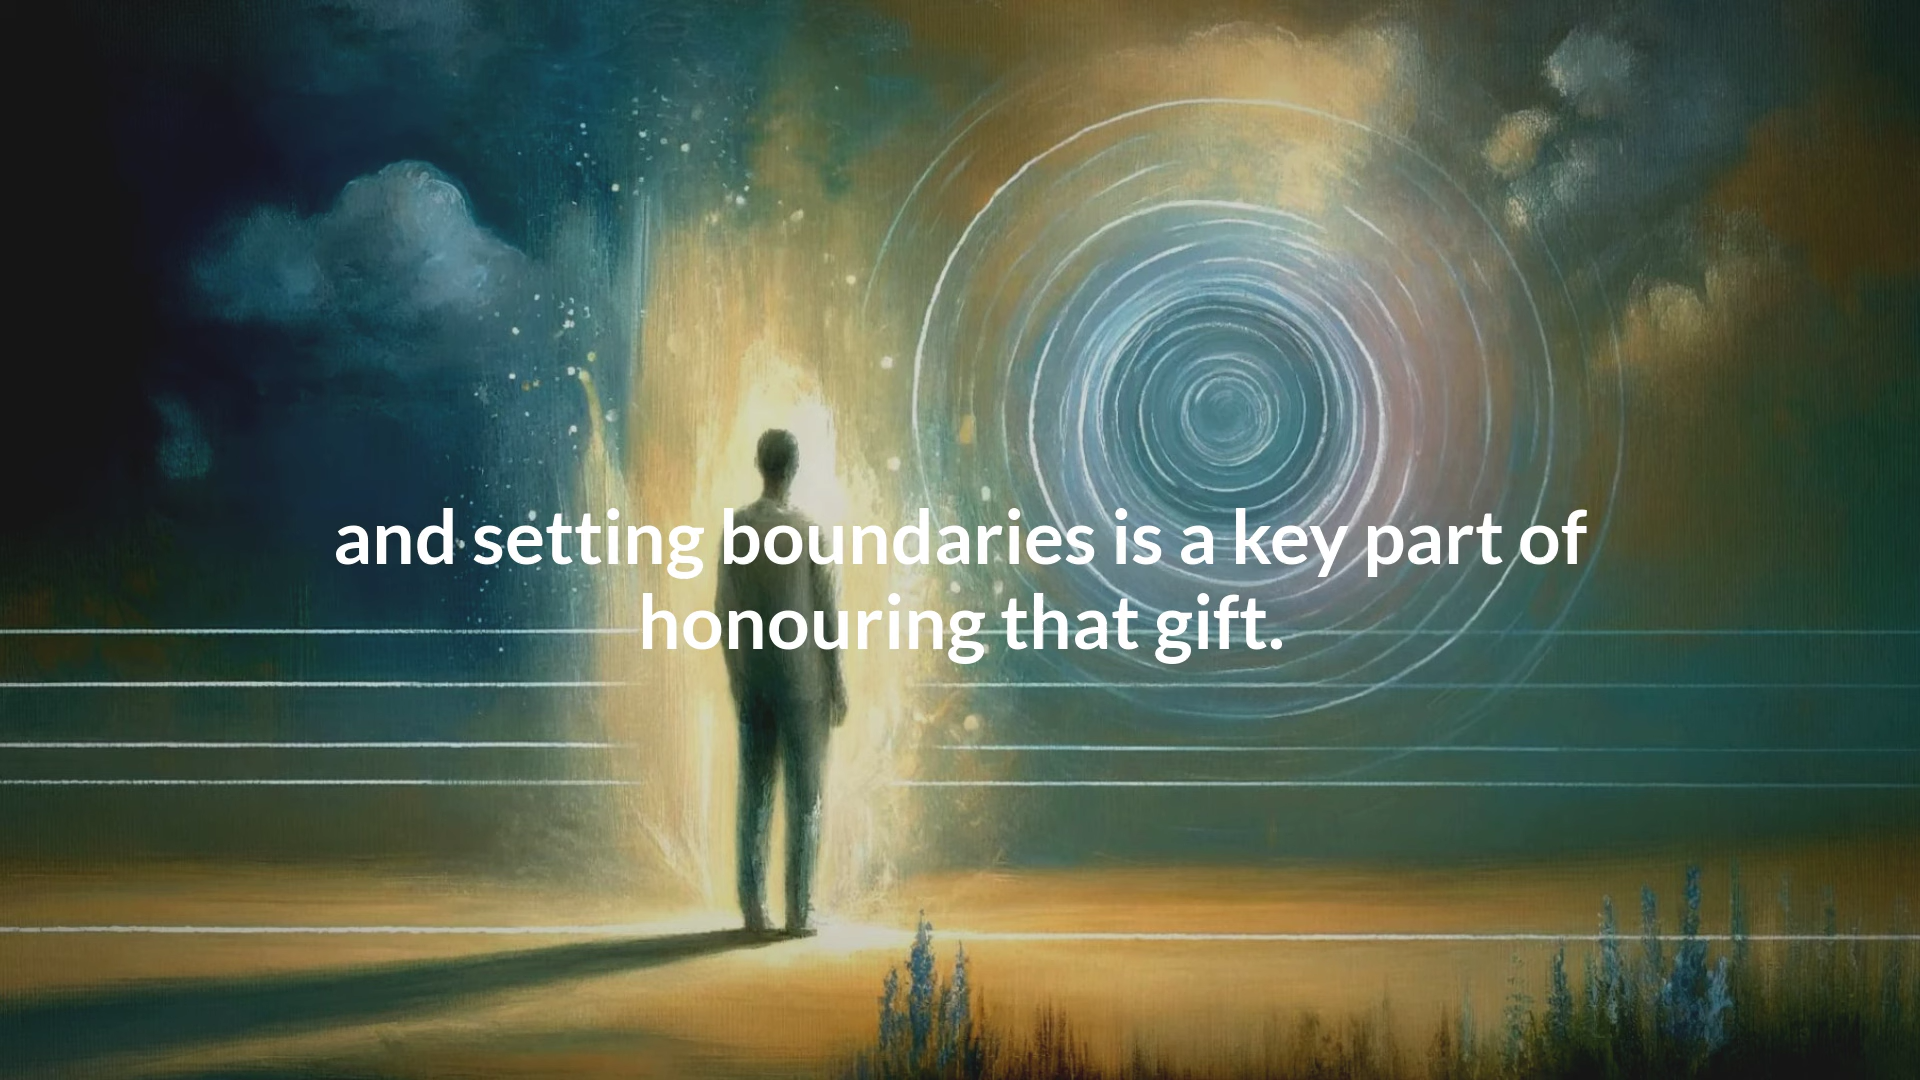 and setting boundaries is a key part of
honouring that gift.